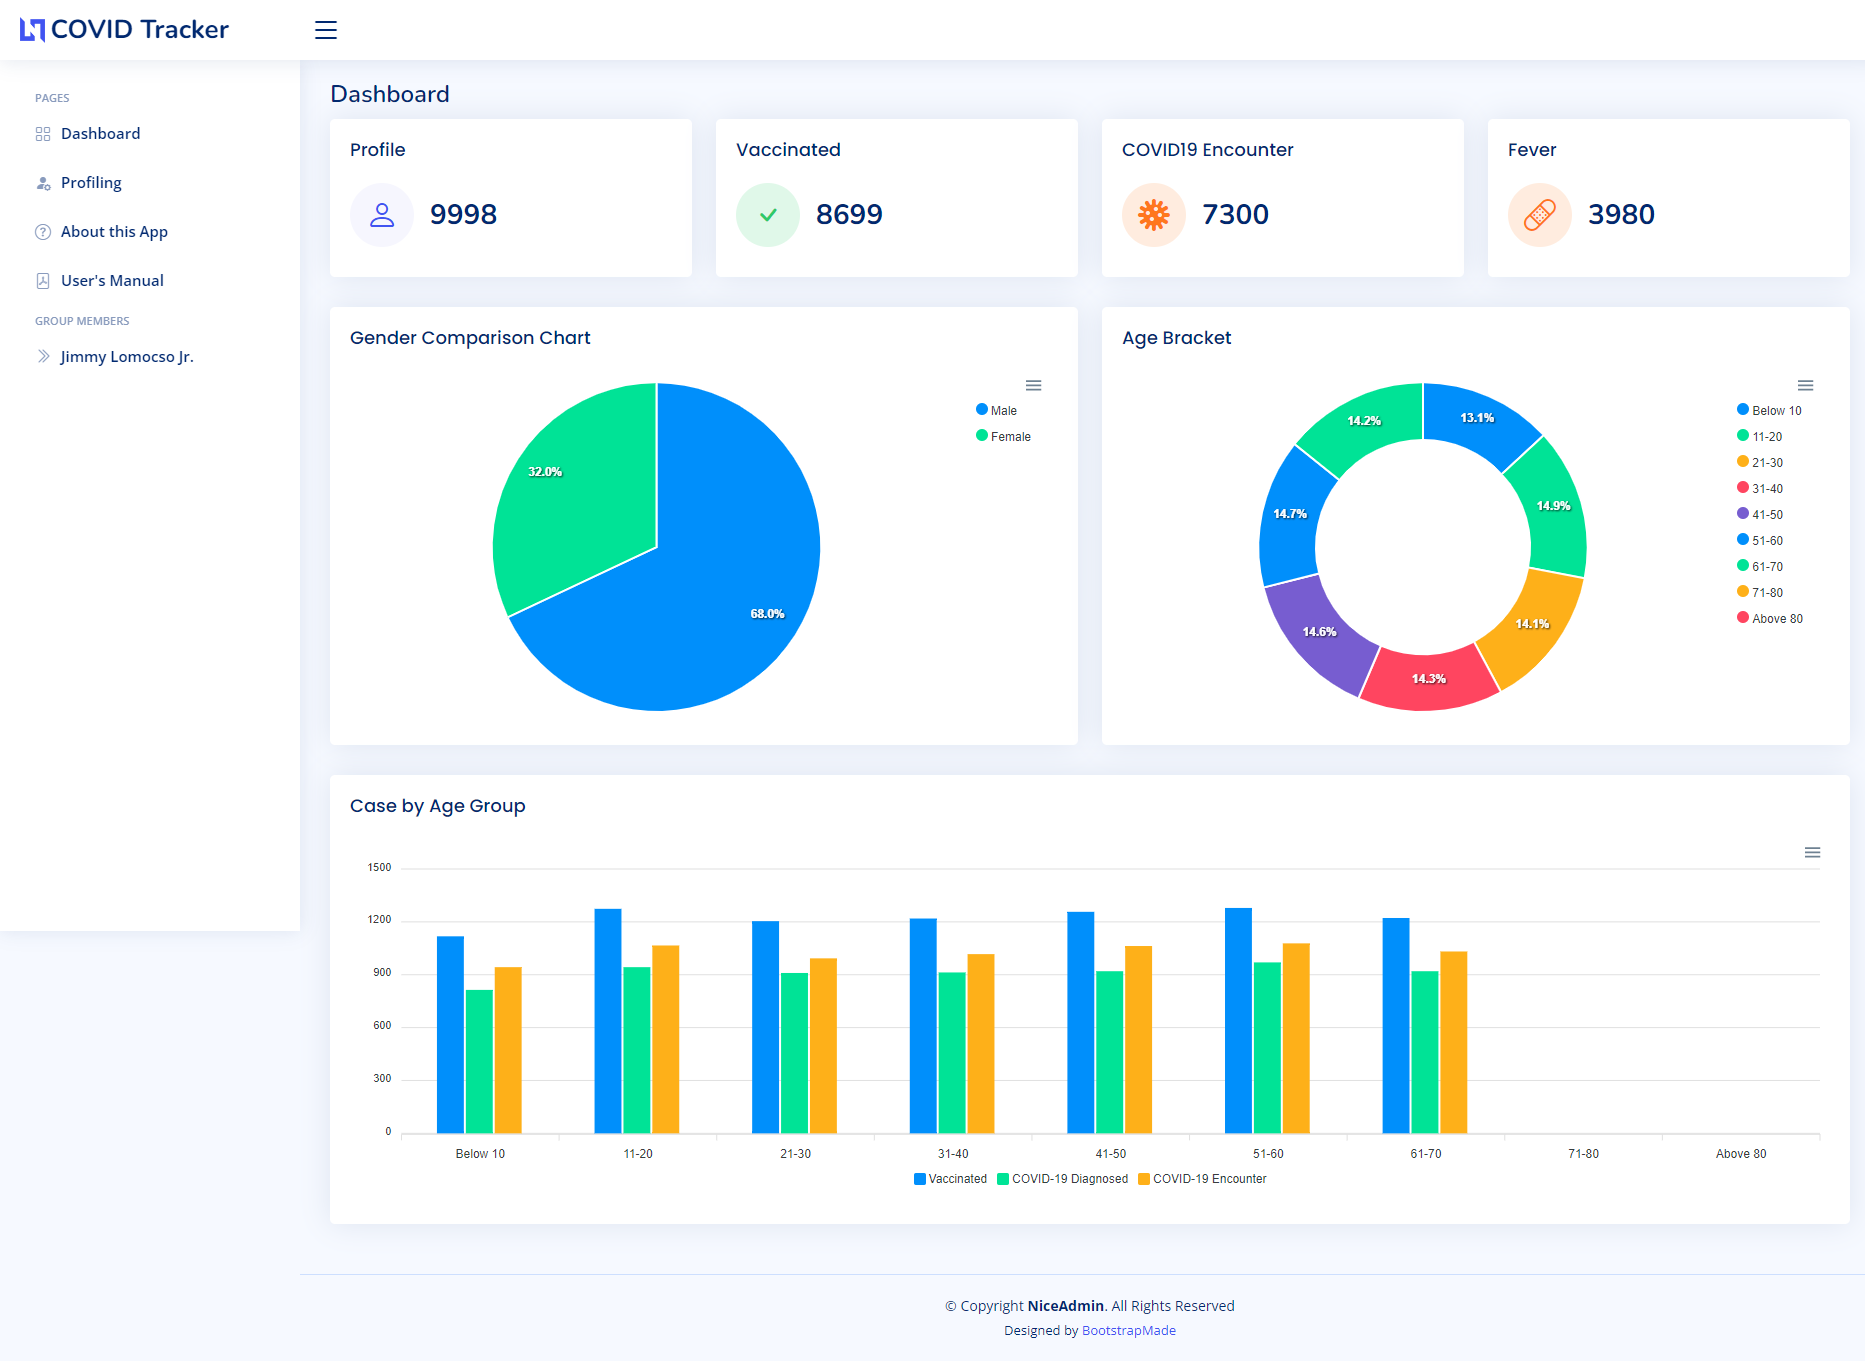 COVID Tracker
PAGES
Dashboard
Profiling
About this App
User's Manual
GROUP MEMBERS
Jimmy Lomocso Jr.
Dashboard
Profile
9998
Vaccinated
8699
COVID19 Encounter
7300
Fever
3980
Gender Comparison Chart
Male
Female
32.0%
68.0%
Age Bracket
14.2%
13.1%
14.7%
14.9%
14.6%
14.1%
14.3%
Below 10
11-20
21-30
31-40
41-50
51-60
61-70
71-80
Above 80
Case by Age Group
1500
1200
900
600
300
0
Below 10 11-20 21-30 31-40 41-50 51-60 61-70 71-80 Above 80
Vaccinated COVID-19 Diagnosed COVID-19 Encounter
© Copyright NiceAdmin. All Rights Reserved
Designed by BootstrapMade